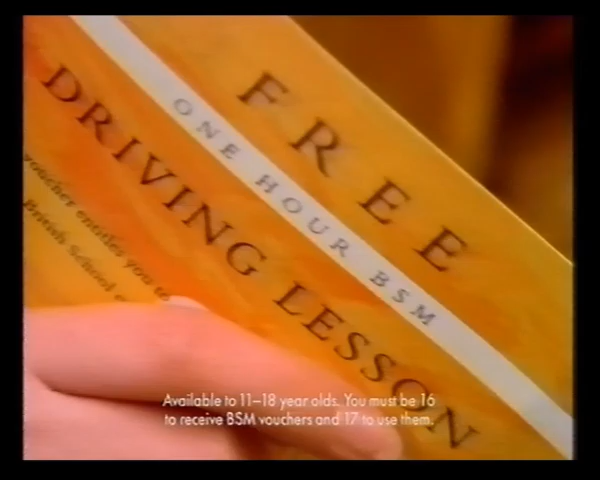 FREE
ONE HOUR BSM
DRIVING LESSON
voucher entitles you to
British School
Available to 11–18 year olds. You must be 16
to receive BSM vouchers and 17 to use them.